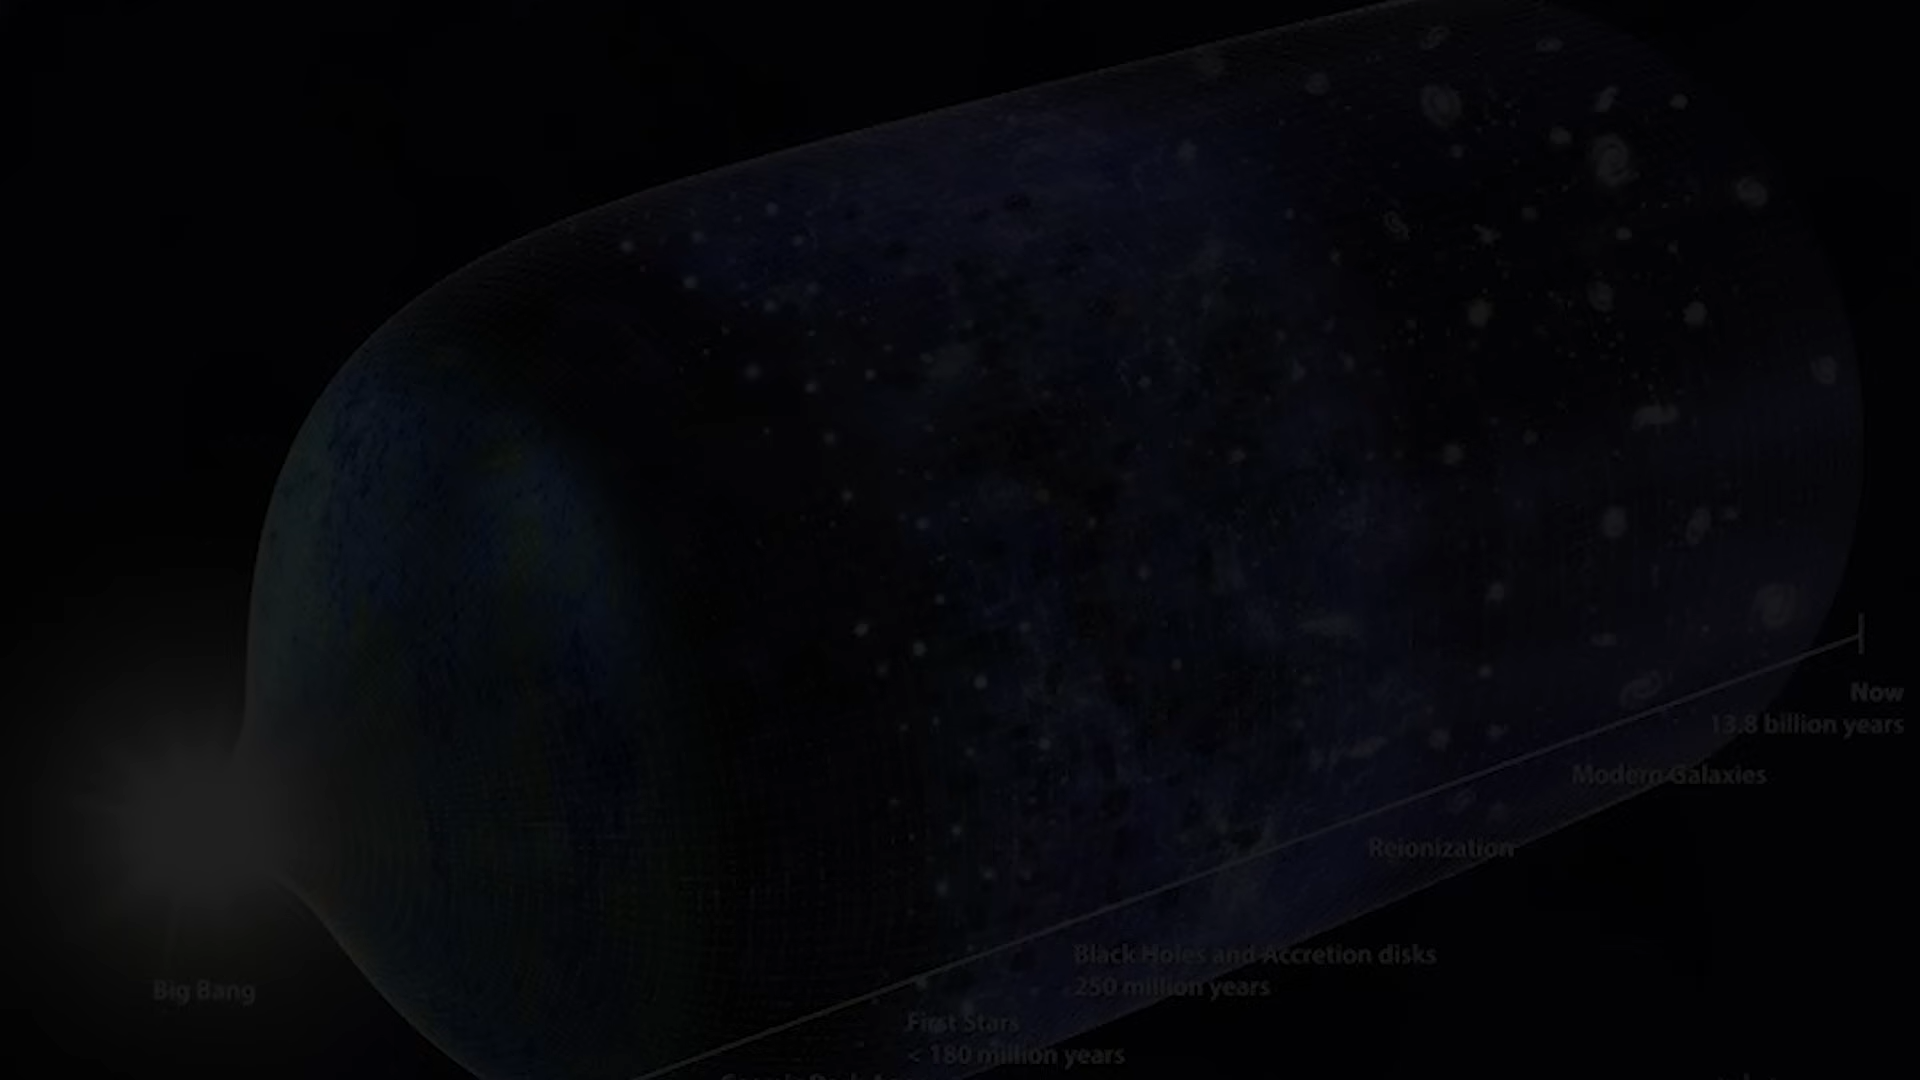 Now
13.8 billion years
Modern Galaxies
Reionization
Black Holes and Accretion disks
250 million years
Big Bang
First Stars
< 180 million years